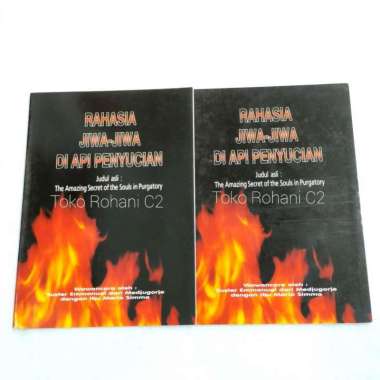 RAHASIA
JIWA-JIWA
DI API PENYUCIAN
Judul asli :
The Amazing Secret of the Souls in Purgatory
Toko Rohani C2
Wawancara oleh :
Suster Emmanuel dari Medjugorje
dengan Ibu Maria Simma
RAHASIA
JIWA-JIWA
DI API PENYUCIAN
Judul asli :
The Amazing Secret of the Souls in Purgatory
Toko Rohani C2
Wawancara oleh :
Suster Emmanuel dari Medjugorje
dengan Ibu Maria Simma